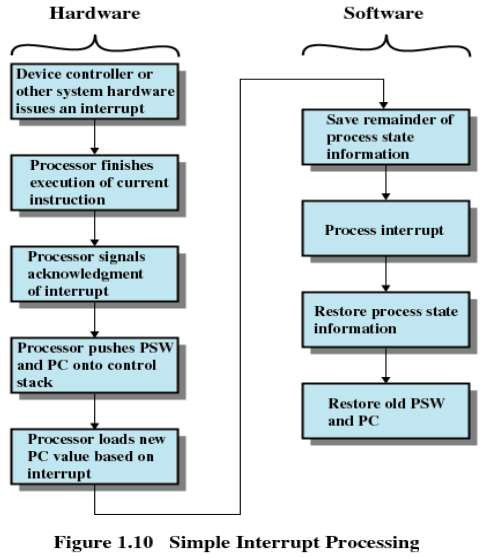 Hardware
Device controller or
other system hardware
issues an interrupt
Processor finishes
execution of current
instruction
Processor signals
acknowledgment
of interrupt
Processor pushes PSW
and PC onto control
stack
Processor loads new
PC value based on
interrupt
Software
Save remainder of
process state
information
Process interrupt
Restore process state
information
Restore old PSW
and PC
Figure 1.10 Simple Interrupt Processing